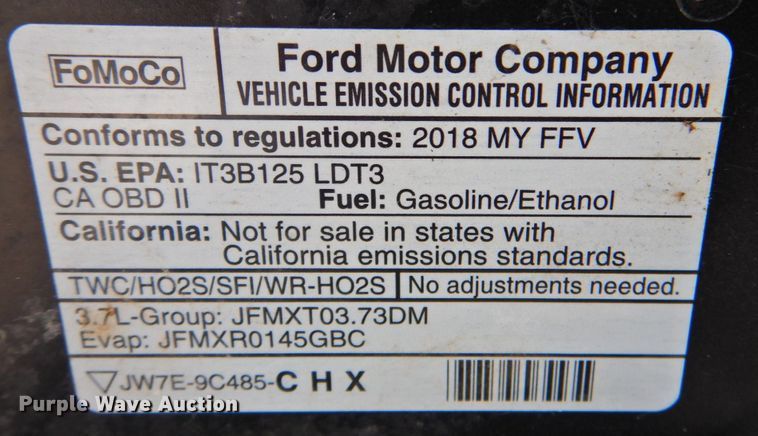 FoMoCo
Ford Motor Company
VEHICLE EMISSION CONTROL INFORMATION
Conforms to regulations: 2018 MY FFV
U.S. EPA: IT3B125 LDT3
CA OBD II Fuel: Gasoline/Ethanol
California: Not for sale in states with
California emissions standards.
TWC/HO2S/SFI/WR-HO2S No adjustments needed.
3.7L-Group: JFMXT03.73DM
Evap: JFMXR0145GBC
JW7E-9C485-CHX
Purple Wave Auction